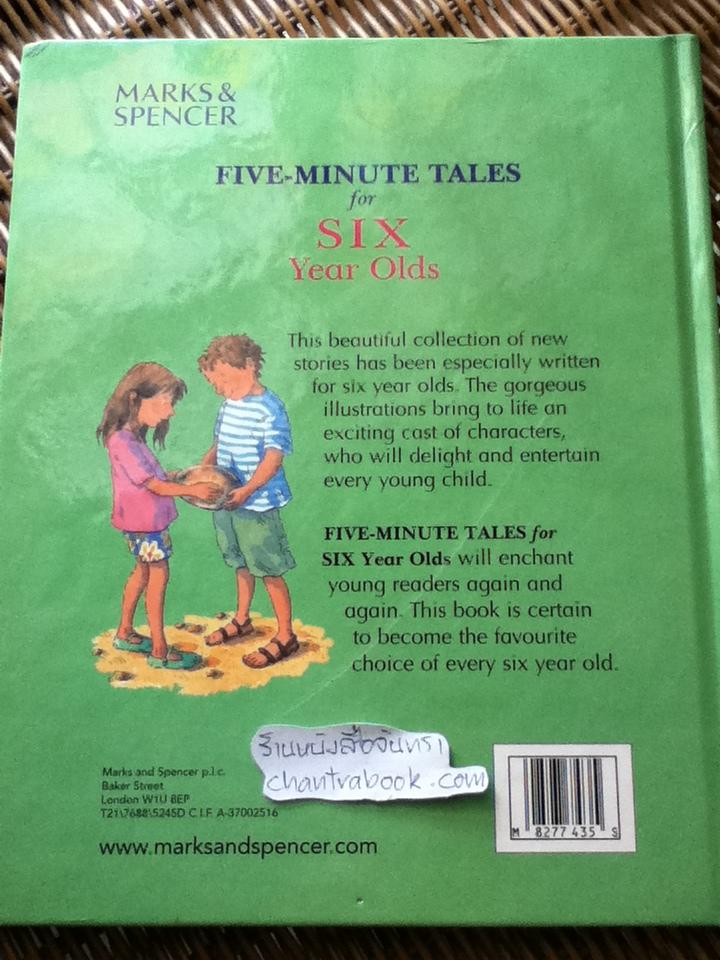 MARKS &
SPENCER
FIVE-MINUTE TALES
for
SIX
Year Olds
This beautiful collection of new
stories has been especially written
for six year olds. The gorgeous
illustrations bring to life an
exciting cast of characters,
who will delight and entertain
every young child.
FIVE-MINUTE TALES for
SIX Year Olds will enchant
young readers again and
again. This book is certain
to become the favourite
choice of every six year old.
ร้านหนังสือจันทรา
chantrabook.com
Marks and Spencer p.l.c.
Baker Street
London W1U 8EP
T21\7688\5245D C.I.F. A-37002516
www.marksandspencer.com
M 8277 435 S